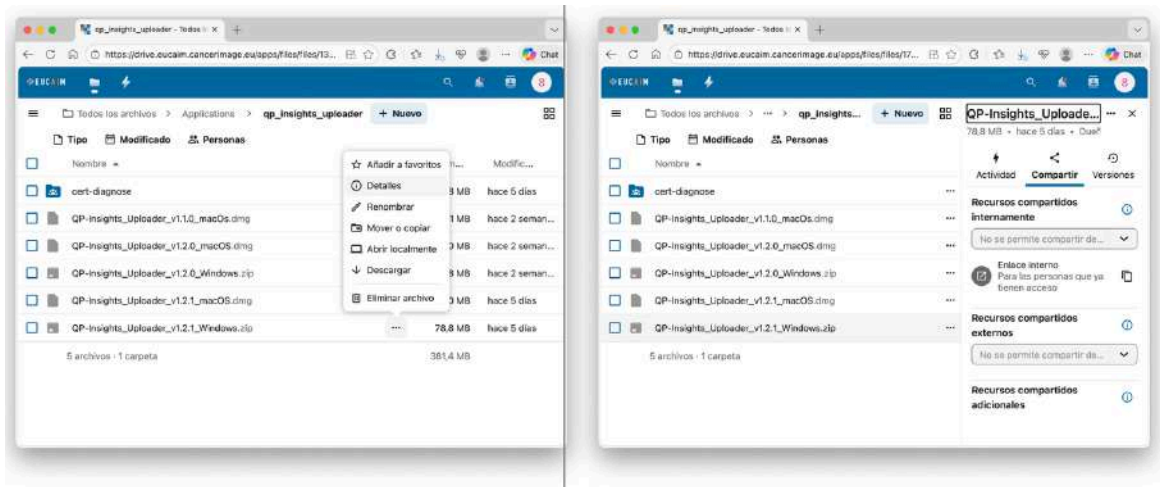 qp_insights_uploader - Todos l
https://drive.eucaim.cancerimage.eu/apps/files/files/13...
Chat
EUCAIM
8
Todos los archivos > Applications > qp_insights_uploader
+ Nuevo
Tipo Modificado Personas
Nombre
Modific...
cert-diagnose
hace 5 días
QP-Insights_Uploader_v1.1.0_macOs.dmg
hace 2 seman...
QP-Insights_Uploader_v1.2.0_macOS.dmg
hace 2 seman...
QP-Insights_Uploader_v1.2.0_Windows.zip
hace 2 seman...
QP-Insights_Uploader_v1.2.1_macOS.dmg
hace 5 días
QP-Insights_Uploader_v1.2.1_Windows.zip
... 78,8 MB hace 5 días
5 archivos · 1 carpeta
381,4 MB
Añadir a favoritos
Detalles
Renombrar
Mover o copiar
Abrir localmente
Descargar
Eliminar archivo
qp_insights_uploader - Todos l
https://drive.eucaim.cancerimage.eu/apps/files/files/17...
Chat
EUCAIM
8
Todos los archivos > ... > qp_insights...
+ Nuevo
Tipo Modificado Personas
Nombre
cert-diagnose
QP-Insights_Uploader_v1.1.0_macOs.dmg
QP-Insights_Uploader_v1.2.0_macOS.dmg
QP-Insights_Uploader_v1.2.0_Windows.zip
QP-Insights_Uploader_v1.2.1_macOS.dmg
QP-Insights_Uploader_v1.2.1_Windows.zip
5 archivos · 1 carpeta
QP-Insights_Uploade...
78,8 MB • hace 5 días •
Actividad Compartir Versiones
Recursos compartidos
internamente
No se permite compartir de...
Enlace interno
Para las personas que ya
tienen acceso
Recursos compartidos
externos
No se permite compartir de...
Recursos compartidos
adicionales